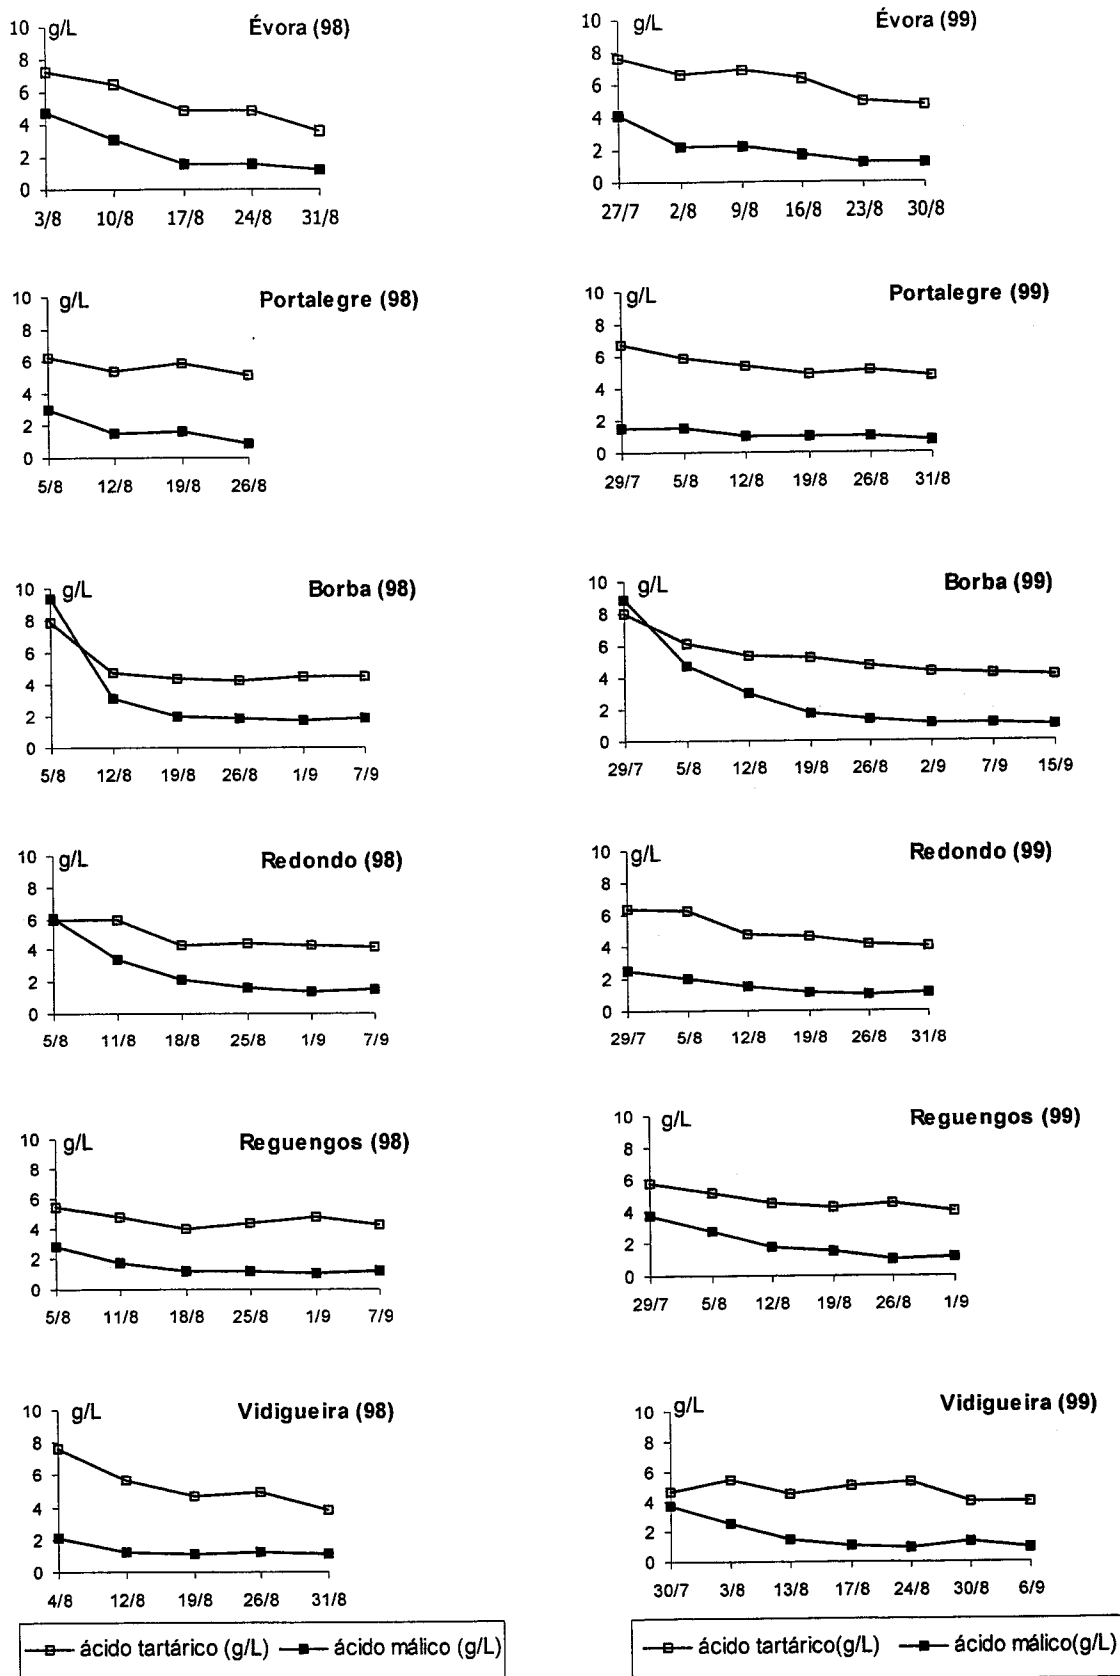 Évora (98)
g/L
10
8
6
4
2
0
3/8 10/8 17/8 24/8 31/8
Évora (99)
g/L
10
8
6
4
2
0
27/7 2/8 9/8 16/8 23/8 30/8
Portalegre (98)
g/L
10
8
6
4
2
0
5/8 12/8 19/8 26/8
Portalegre (99)
g/L
10
8
6
4
2
0
29/7 5/8 12/8 19/8 26/8 31/8
Borba (98)
g/L
10
8
6
4
2
0
5/8 12/8 19/8 26/8 1/9 7/9
Borba (99)
g/L
10
8
6
4
2
0
29/7 5/8 12/8 19/8 26/8 2/9 7/9 15/9
Redondo (98)
g/L
10
8
6
4
2
0
5/8 11/8 18/8 25/8 1/9 7/9
Redondo (99)
g/L
10
8
6
4
2
0
29/7 5/8 12/8 19/8 26/8 31/8
Reguengos (98)
g/L
10
8
6
4
2
0
5/8 11/8 18/8 25/8 1/9 7/9
Reguengos (99)
g/L
10
8
6
4
2
0
29/7 5/8 12/8 19/8 26/8 1/9
Vidigueira (98)
g/L
10
8
6
4
2
0
4/8 12/8 19/8 26/8 31/8
Vidigueira (99)
g/L
10
8
6
4
2
0
30/7 3/8 13/8 17/8 24/8 30/8 6/9
ácido tartárico (g/L) ácido málico (g/L)
ácido tartárico(g/L) ácido málico(g/L)